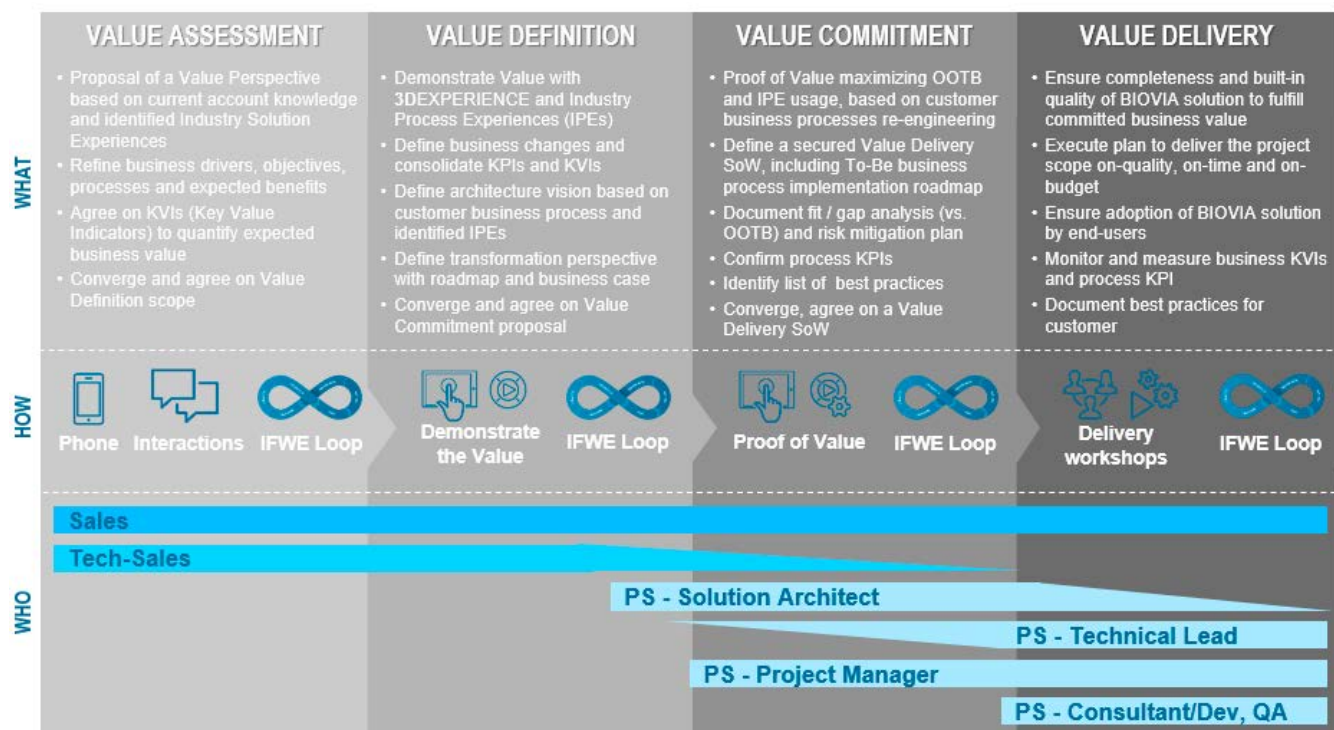 VALUE ASSESSMENT
• Proposal of a Value Perspective
based on current account knowledge
and identified Industry Solution
Experiences
• Refine business drivers, objectives,
processes and expected benefits
• Agree on KVIs (Key Value
Indicators) to quantify expected
business value
• Converge and agree on Value
Definition scope
VALUE DEFINITION
• Demonstrate Value with
3DEXPERIENCE and Industry
Process Experiences (IPEs)
• Define business changes and
consolidate KPIs and KVIs
• Define architecture vision based on
customer business process and
identified IPEs
• Define transformation perspective
with roadmap and business case
• Converge and agree on Value
Commitment proposal
VALUE COMMITMENT
• Proof of Value maximizing OOTB
and IPE usage, based on customer
business processes re-engineering
• Define a secured Value Delivery
SoW, including To-Be business
process implementation roadmap
• Document fit / gap analysis (vs.
OOTB) and risk mitigation plan
• Confirm process KPIs
• Identify list of best practices
• Converge, agree on a Value
Delivery SoW
VALUE DELIVERY
• Ensure completeness and built-in
quality of BIOVIA solution to fulfill
committed business value
• Execute plan to deliver the project
scope on-quality, on-time and on-
budget
• Ensure adoption of BIOVIA solution
by end-users
• Monitor and measure business KVIs
and process KPI
• Document best practices for
customer
WHAT
HOW
Phone
Interactions
IFWE Loop
Demonstrate
the Value
IFWE Loop
Proof of Value
IFWE Loop
Delivery
workshops
IFWE Loop
WHO
Sales
Tech-Sales
PS - Solution Architect
PS - Technical Lead
PS - Project Manager
PS - Consultant/Dev, QA